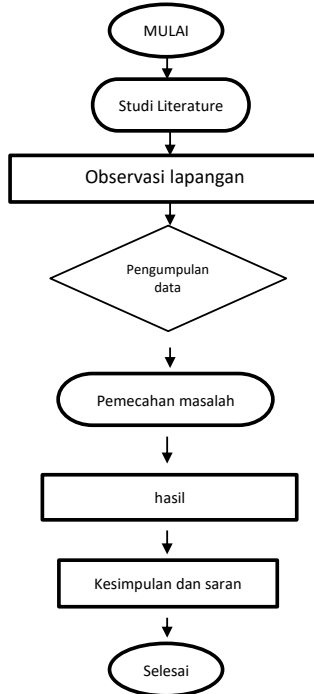 MULAI
Studi Literature
Observasi lapangan
Pengumpulan
data
Pemecahan masalah
hasil
Kesimpulan dan saran
Selesai